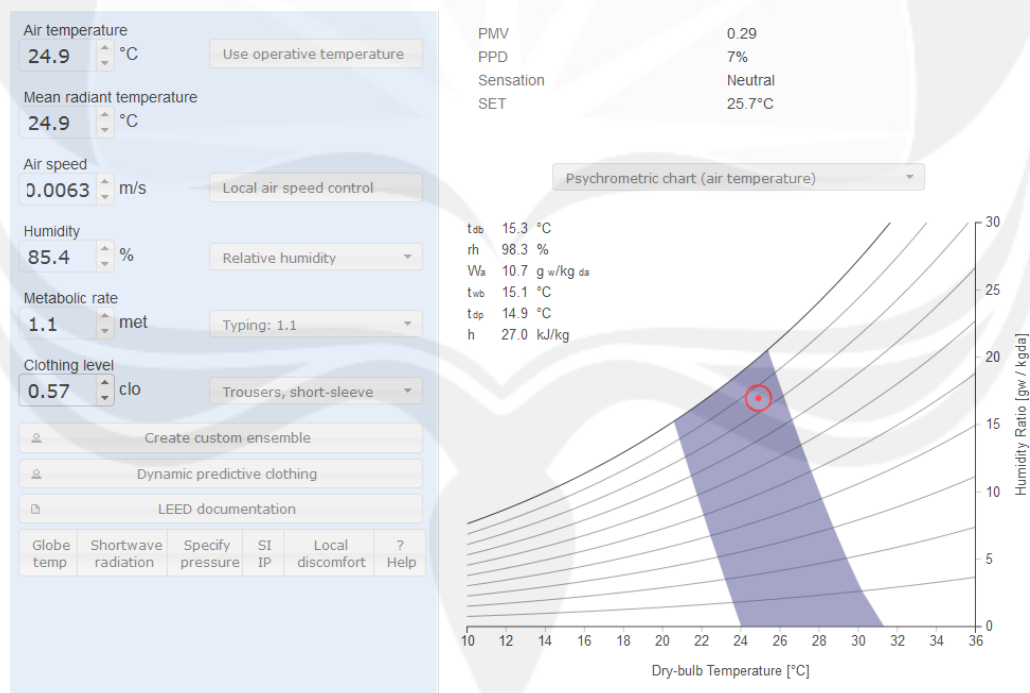 Air temperature
24.9 °C Use operative temperature
Mean radiant temperature
24.9 °C
Air speed
0.0063 m/s Local air speed control
Humidity
85.4 % Relative humidity
Metabolic rate
1.1 met Typing: 1.1
Clothing level
0.57 clo Trousers, short-sleeve
Create custom ensemble
Dynamic predictive clothing
LEED documentation
Globe temp
Shortwave radiation
Specify pressure
SI IP
Local discomfort
? Help
PMV 0.29
PPD 7%
Sensation Neutral
SET 25.7°C
Psychrometric chart (air temperature)
tdb 15.3 °C
rh 98.3 %
Wa 10.7 g w/kg da
twb 15.1 °C
tdp 14.9 °C
h 27.0 kJ/kg
30
25
20
15
10
5
0
Humidity Ratio [gw / kgda]
10 12 14 16 18 20 22 24 26 28 30 32 34 36
Dry-bulb Temperature [°C]